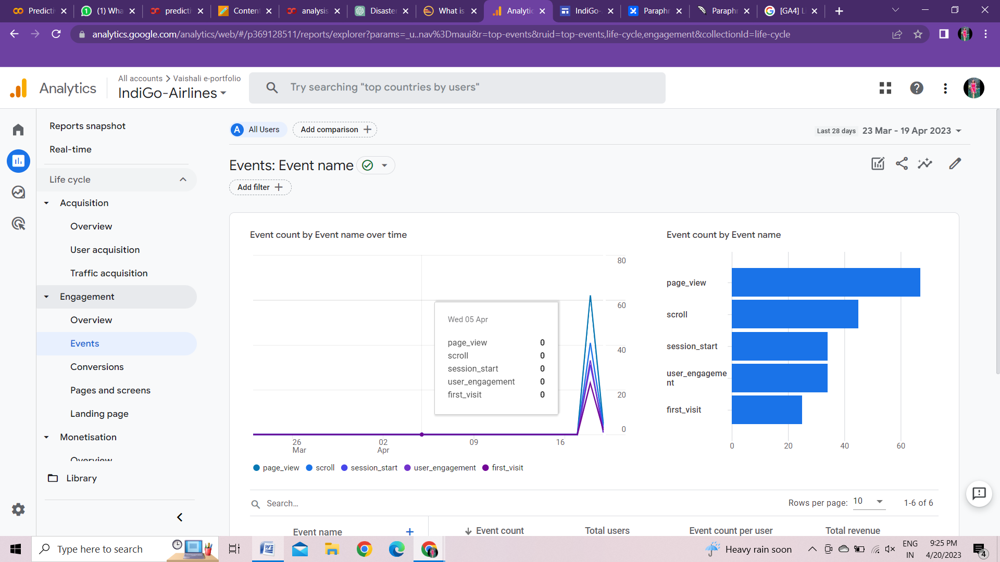 Predicti
(1) Wha
predicti
Conten
analysis
Disaste
What is
Analytic
IndiGo-
Paraphr
Paraphr
[GA4] Li
analytics.google.com/analytics/web/#/p369128511/reports/explorer?params=_u..nav%3Dmaui&r=top-events&ruid=top-events,life-cycle,engagement&collectionId=life-cycle
Analytics
All accounts > Vaishali e-portfolio
IndiGo-Airlines
Try searching "top countries by users"
Reports snapshot
Real-time
Life cycle
Acquisition
Overview
User acquisition
Traffic acquisition
Engagement
Overview
Events
Conversions
Pages and screens
Landing page
Monetisation
Overview
Library
A All Users
Add comparison +
Last 28 days 23 Mar - 19 Apr 2023
Events: Event name
Add filter +
Event count by Event name over time
80
60
40
20
0
26 Mar
02 Apr
09
16
Wed 05 Apr
page_view 0
scroll 0
session_start 0
user_engagement 0
first_visit 0
page_view scroll session_start user_engagement first_visit
Event count by Event name
page_view
scroll
session_start
user_engageme
nt
first_visit
0 20 40 60
Search...
Rows per page: 10 1-6 of 6
Event name + Event count Total users Event count per user Total revenue
Type here to search
Heavy rain soon
ENG
IN
9:25 PM
4/20/2023
4